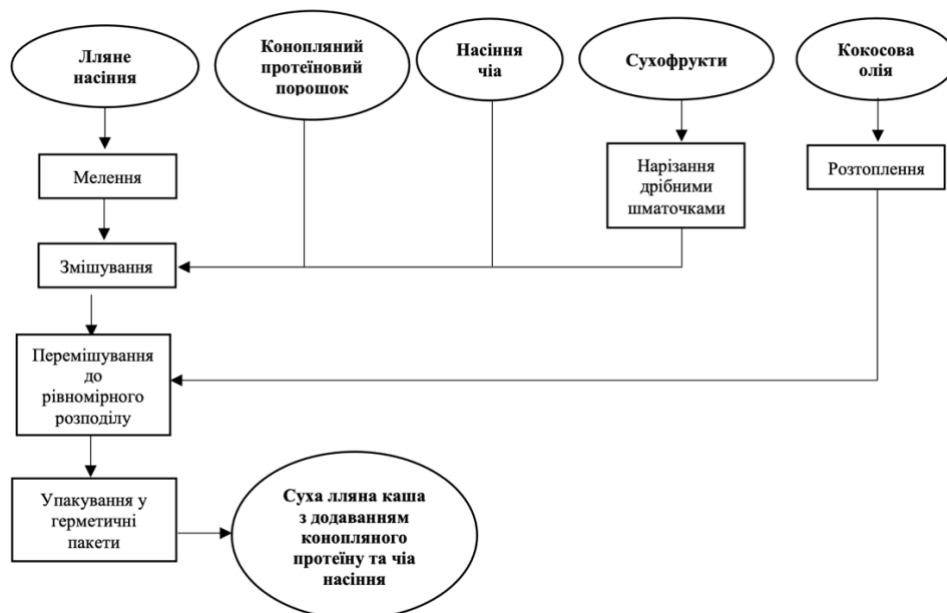 Лляне
насіння
Конопляний
протеїновий
порошок
Насіння
чіа
Сухофрукти
Кокосова
олія
Мелення
Нарізання
дрібними
шматочками
Розтоплення
Змішування
Перемішування
до
рівномірного
розподілу
Упакування у
герметичні
пакети
Суха лляна каша
з додаванням
конопляного
протеїну та чіа
насіння